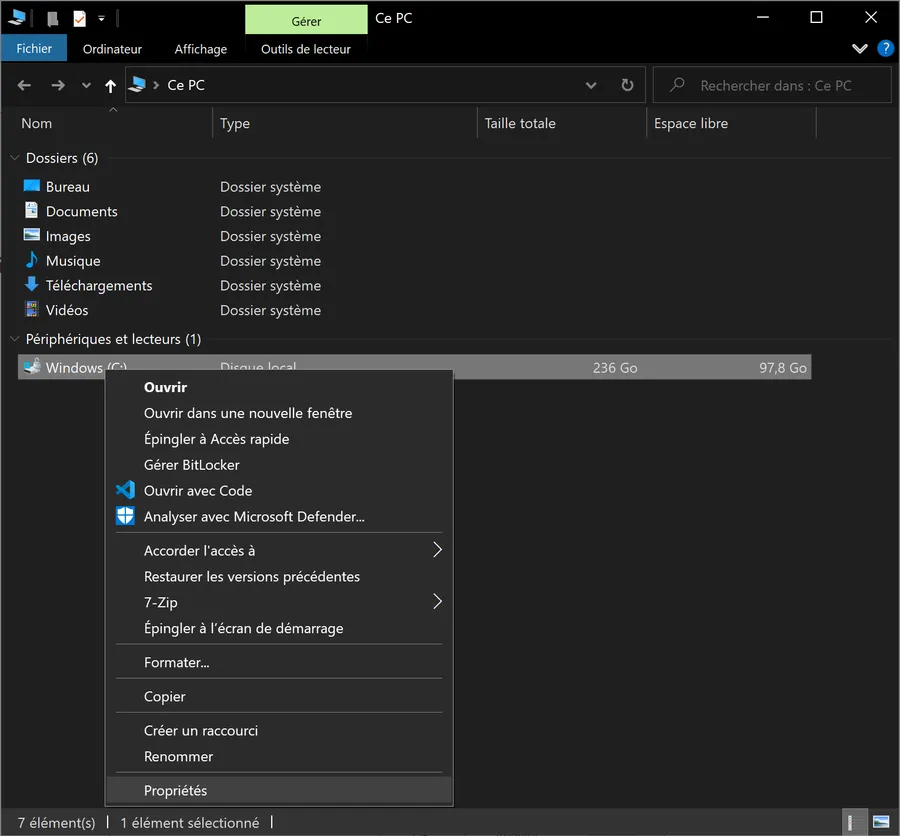 Gérer Ce PC
Fichier Ordinateur Affichage Outils de lecteur ?
Ce PC Rechercher dans : Ce PC
Nom Type Taille totale Espace libre
Dossiers (6)
Bureau Dossier système
Documents Dossier système
Images Dossier système
Musique Dossier système
Téléchargements Dossier système
Vidéos Dossier système
Périphériques et lecteurs (1)
Windows (C:) Disque local 236 Go 97,8 Go
Ouvrir
Ouvrir dans une nouvelle fenêtre
Épingler à Accès rapide
Gérer BitLocker
Ouvrir avec Code
Analyser avec Microsoft Defender...
Accorder l'accès à
Restaurer les versions précédentes
7-Zip
Épingler à l’écran de démarrage
Formater...
Copier
Créer un raccourci
Renommer
Propriétés
7 élément(s) 1 élément sélectionné